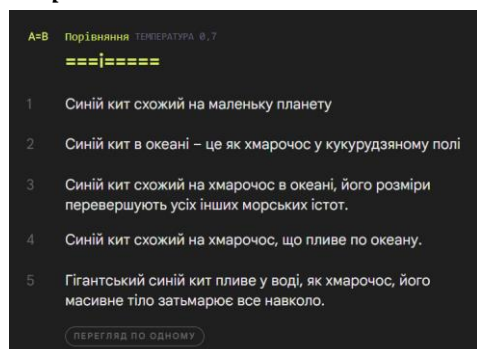 A=B Порівняння ТЕМПЕРАТУРА 0,7
===і=====
1 Синій кит схожий на маленьку планету
2 Синій кит в океані – це як хмарочос у кукурудзяному полі
3 Синій кит схожий на хмарочос в океані, його розміри
перевершують усіх інших морських істот.
4 Синій кит схожий на хмарочос, що пливе по океану.
5 Гігантський синій кит пливе у воді, як хмарочос, його
масивне тіло затьмарює все навколо.
ПЕРЕГЛЯД ПО ОДНОМУ